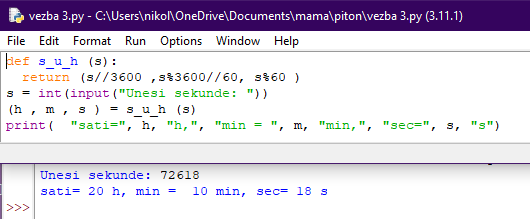 vezba 3.py - C:\Users\nikol\OneDrive\Documents\mama\piton\vezba 3.py (3.11.1)
File Edit Format Run Options Window Help
def s_u_h (s):
  return (s//3600 ,s%3600//60, s%60 )
s = int(input("Unesi sekunde: "))
(h , m , s ) = s_u_h (s)
print(  "sati=", h, "h,", "min = ", m, "min,", "sec=", s, "s")
Unesi sekunde: 72618
sati= 20 h, min =  10 min, sec= 18 s
>>>